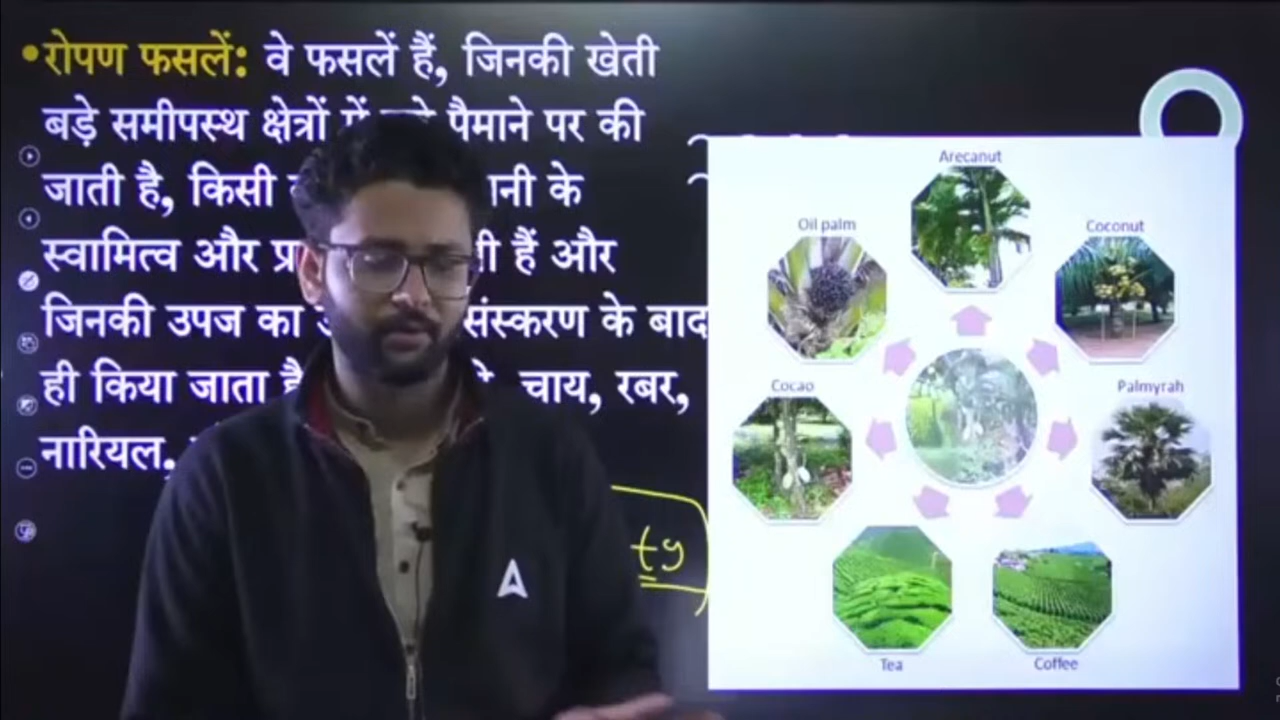 •रोपण फसलें: वे फसलें हैं, जिनकी खेती
बड़े समीपस्थ क्षेत्रों में पैमाने पर की
जाती है, किसी के
स्वामित्व और हैं और
जिनकी उपज का के बाद
ही किया जाता चाय, रबर,
नारियल,
ty
Arecanut
Oil palm
Coconut
Cocao
Palmyrah
Tea
Coffee